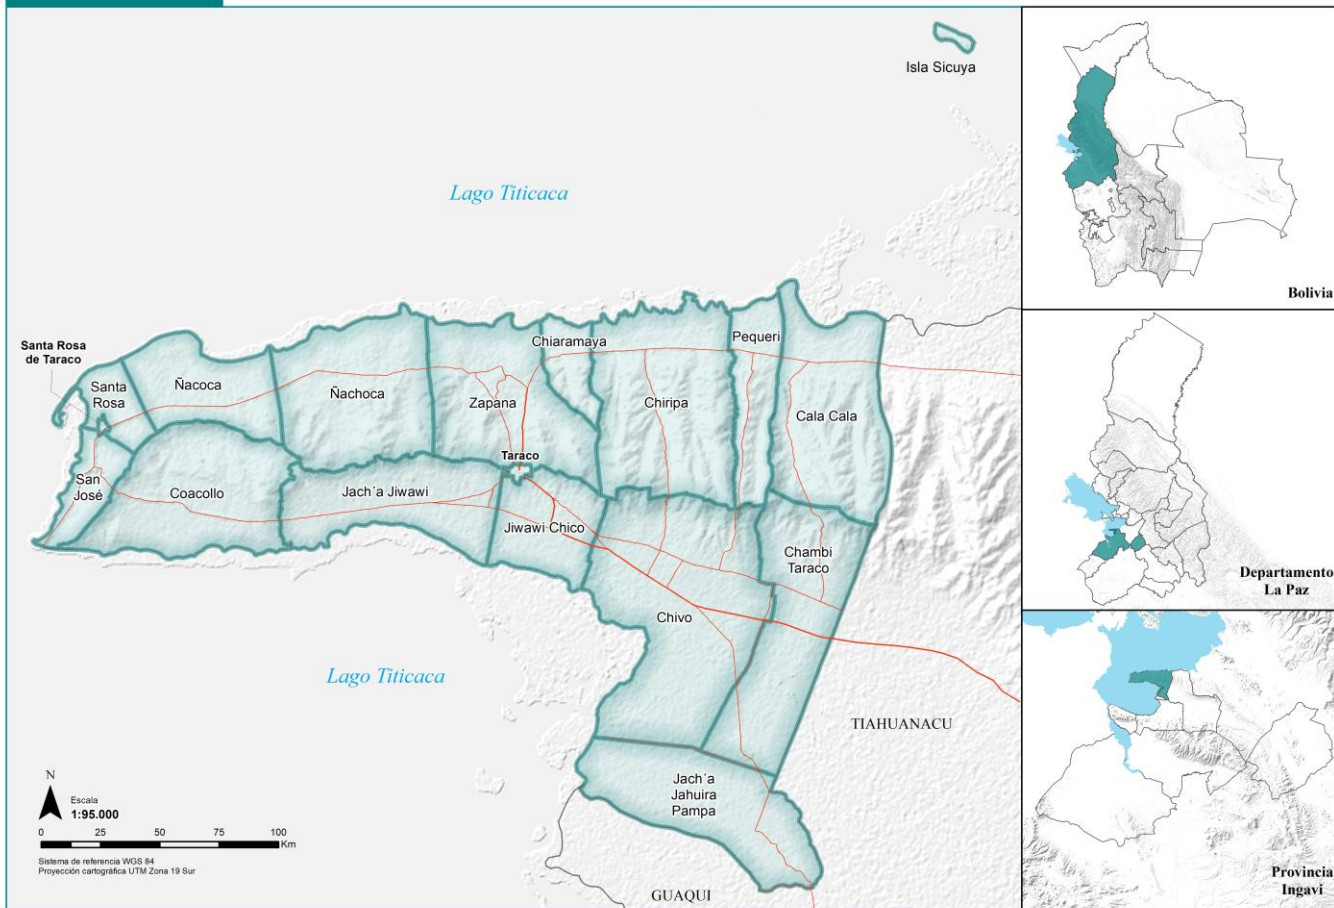 Isla Sicuya
Lago Titicaca
Santa Rosa
de Taraco
Santa
Rosa
Ñacoca
Ñachoca
Zapana
Chiaramaya
Chiripa
Pequeri
Cala Cala
San
José
Coacollo
Jach´a Jiwawi
Taraco
Jiwawi Chico
Chambi
Taraco
Chivo
Lago Titicaca
TIAHUANACU
Jach´a
Jahuira
Pampa
GUAQUI
N
Escala
1:95.000
0 25 50 75 100
Km
Sistema de referencia WGS 84
Proyección cartográfica UTM Zona 19 Sur
Bolivia
Departamento
La Paz
Provincia
Ingavi